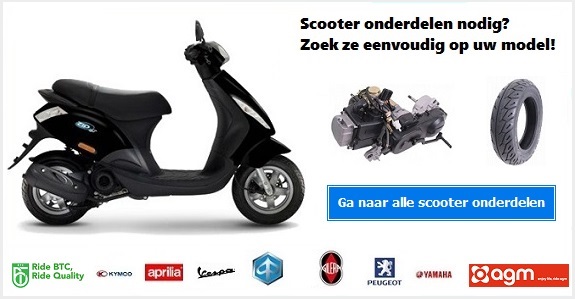 Scooter onderdelen nodig?
Zoek ze eenvoudig op uw model!
Ga naar alle scooter onderdelen
Ride BTC,
Ride Quality
KYMCO
aprilia
Vespa
GILERA
PEUGEOT
YAMAHA
agm